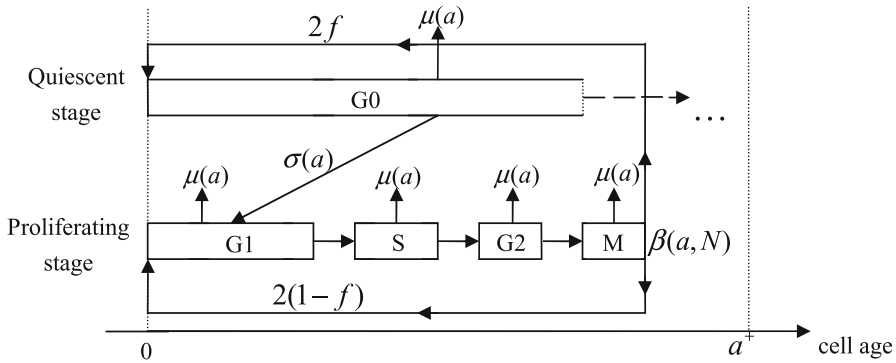 2f
μ(a)
Quiescent
stage
G0
...
σ(a)
μ(a)
μ(a)
μ(a)
μ(a)
Proliferating
stage
G1
S
G2
M
β(a, N)
2(1−f)
0
a⁺
cell age